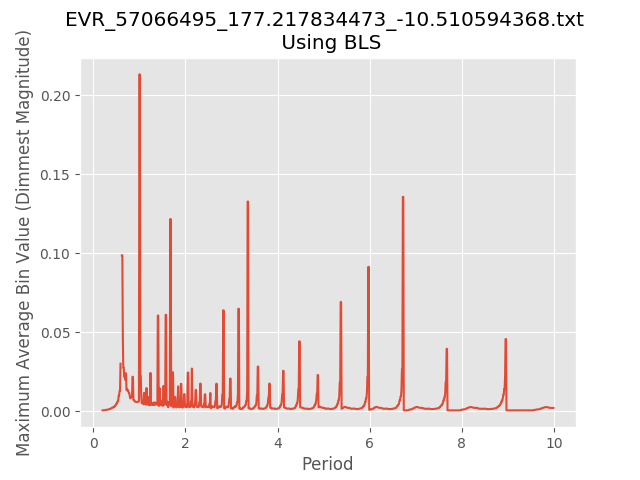 EVR_57066495_177.217834473_-10.510594368.txt
Using BLS
Maximum Average Bin Value (Dimmest Magnitude)
0.20
0.15
0.10
0.05
0.00
0 2 4 6 8 10
Period